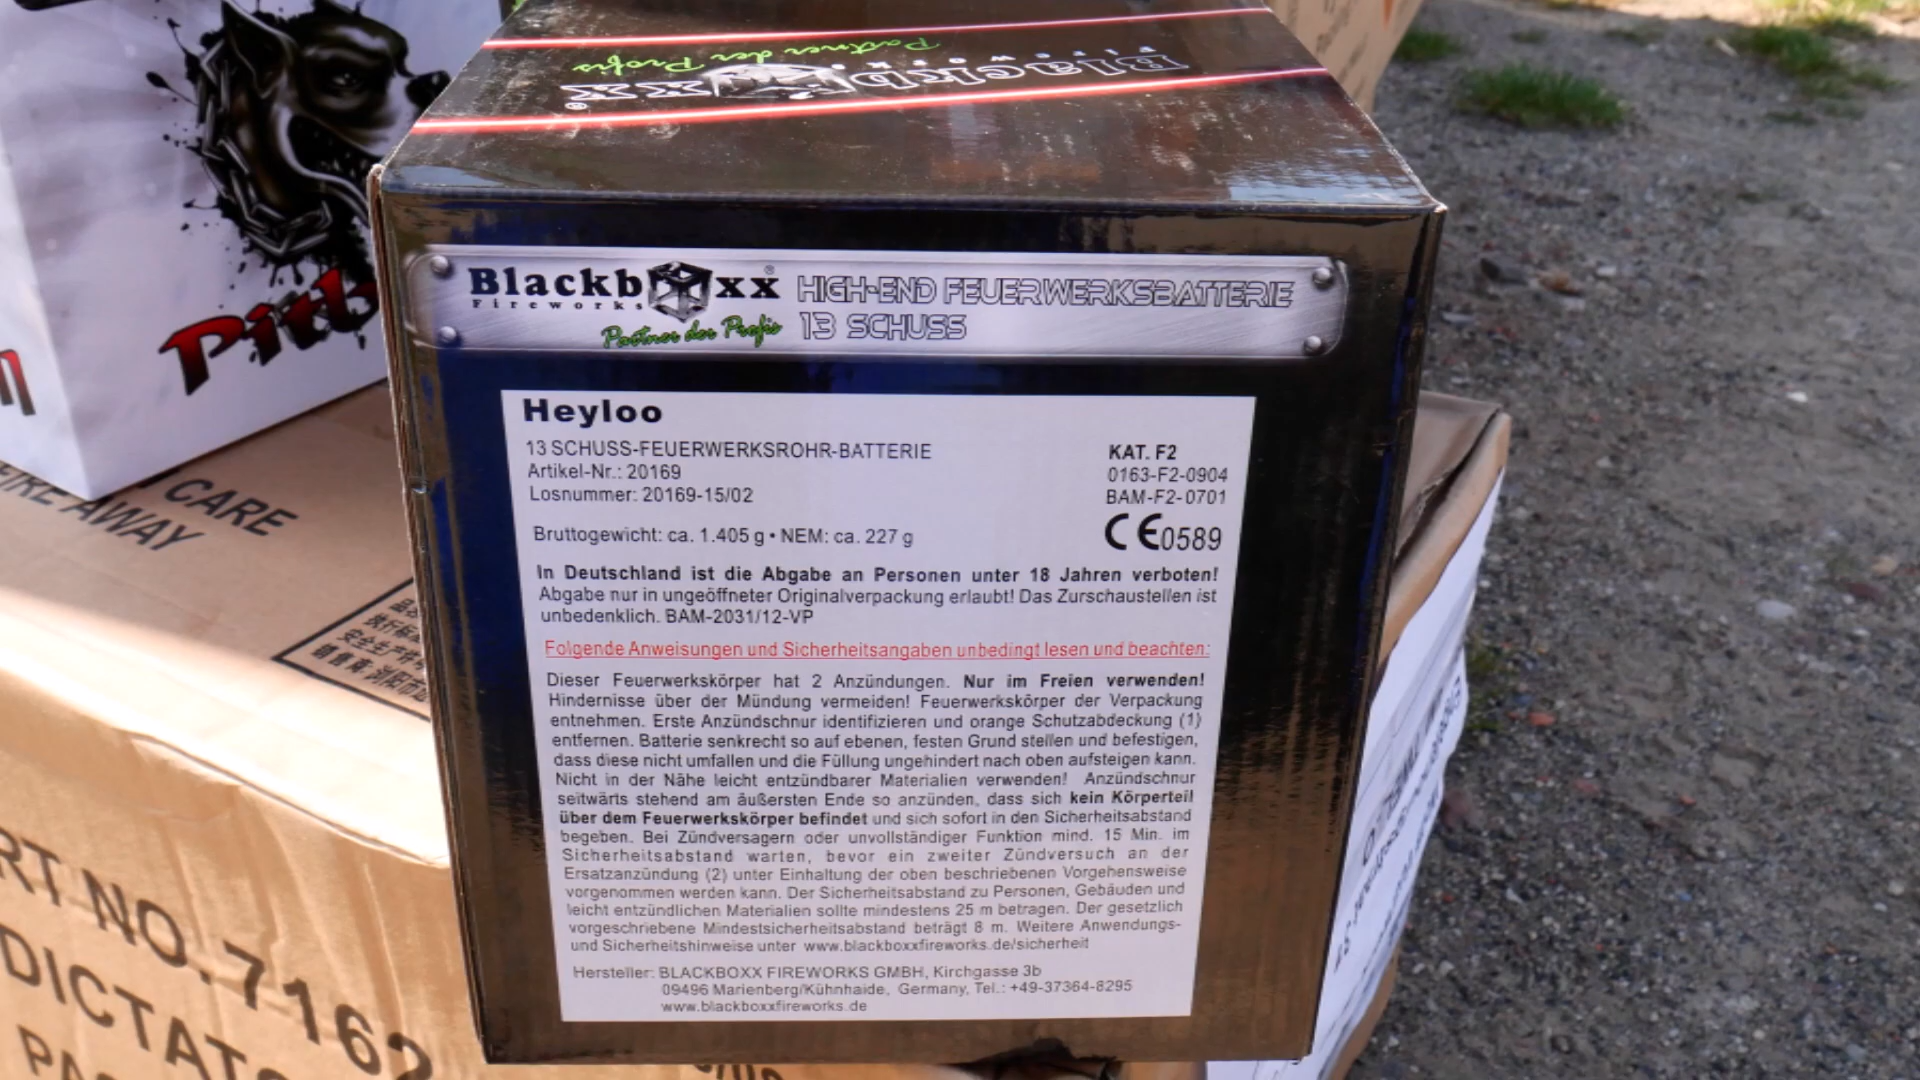 Blackboxx
Fireworks
Partner der Profis
Pitb
CARE
FIRE AWAY
RT NO.7162
DICTAT
Blackboxx®
Fireworks
Partner der Profis
HIGH-END FEUERWERKSBATTERIE
13 SCHUSS
Heyloo
13 SCHUSS-FEUERWERKSROHR-BATTERIE
Artikel-Nr.: 20169
Losnummer: 20169-15/02
KAT. F2
0163-F2-0904
BAM-F2-0701
CE0589
Bruttogewicht: ca. 1.405 g • NEM: ca. 227 g
In Deutschland ist die Abgabe an Personen unter 18 Jahren verboten!
Abgabe nur in ungeöffneter Originalverpackung erlaubt! Das Zurschaustellen ist
unbedenklich. BAM-2031/12-VP
Folgende Anweisungen und Sicherheitsangaben unbedingt lesen und beachten:
Dieser Feuerwerkskörper hat 2 Anzündungen. Nur im Freien verwenden!
Hindernisse über der Mündung vermeiden! Feuerwerkskörper der Verpackung
entnehmen. Erste Anzündschnur identifizieren und orange Schutzabdeckung (1)
entfernen. Batterie senkrecht so auf ebenen, festen Grund stellen und befestigen,
dass diese nicht umfallen und die Füllung ungehindert nach oben aufsteigen kann.
Nicht in der Nähe leicht entzündbarer Materialien verwenden! Anzündschnur
seitwärts stehend am äußersten Ende so anzünden, dass sich kein Körperteil
über dem Feuerwerkskörper befindet und sich sofort in den Sicherheitsabstand
begeben. Bei Zündversagern oder unvollständiger Funktion mind. 15 Min. im
Sicherheitsabstand warten, bevor ein zweiter Zündversuch an der
Ersatzanzündung (2) unter Einhaltung der oben beschriebenen Vorgehensweise
vorgenommen werden kann. Der Sicherheitsabstand zu Personen, Gebäuden und
leicht entzündlichen Materialien sollte mindestens 25 m betragen. Der gesetzlich
vorgeschriebene Mindestsicherheitsabstand beträgt 8 m. Weitere Anwendungs-
und Sicherheitshinweise unter www.blackboxxfireworks.de/sicherheit
Hersteller: BLACKBOXX FIREWORKS GMBH, Kirchgasse 3b
09496 Marienberg/Kühnhaide, Germany, Tel.: +49-37364-8295
www.blackboxxfireworks.de